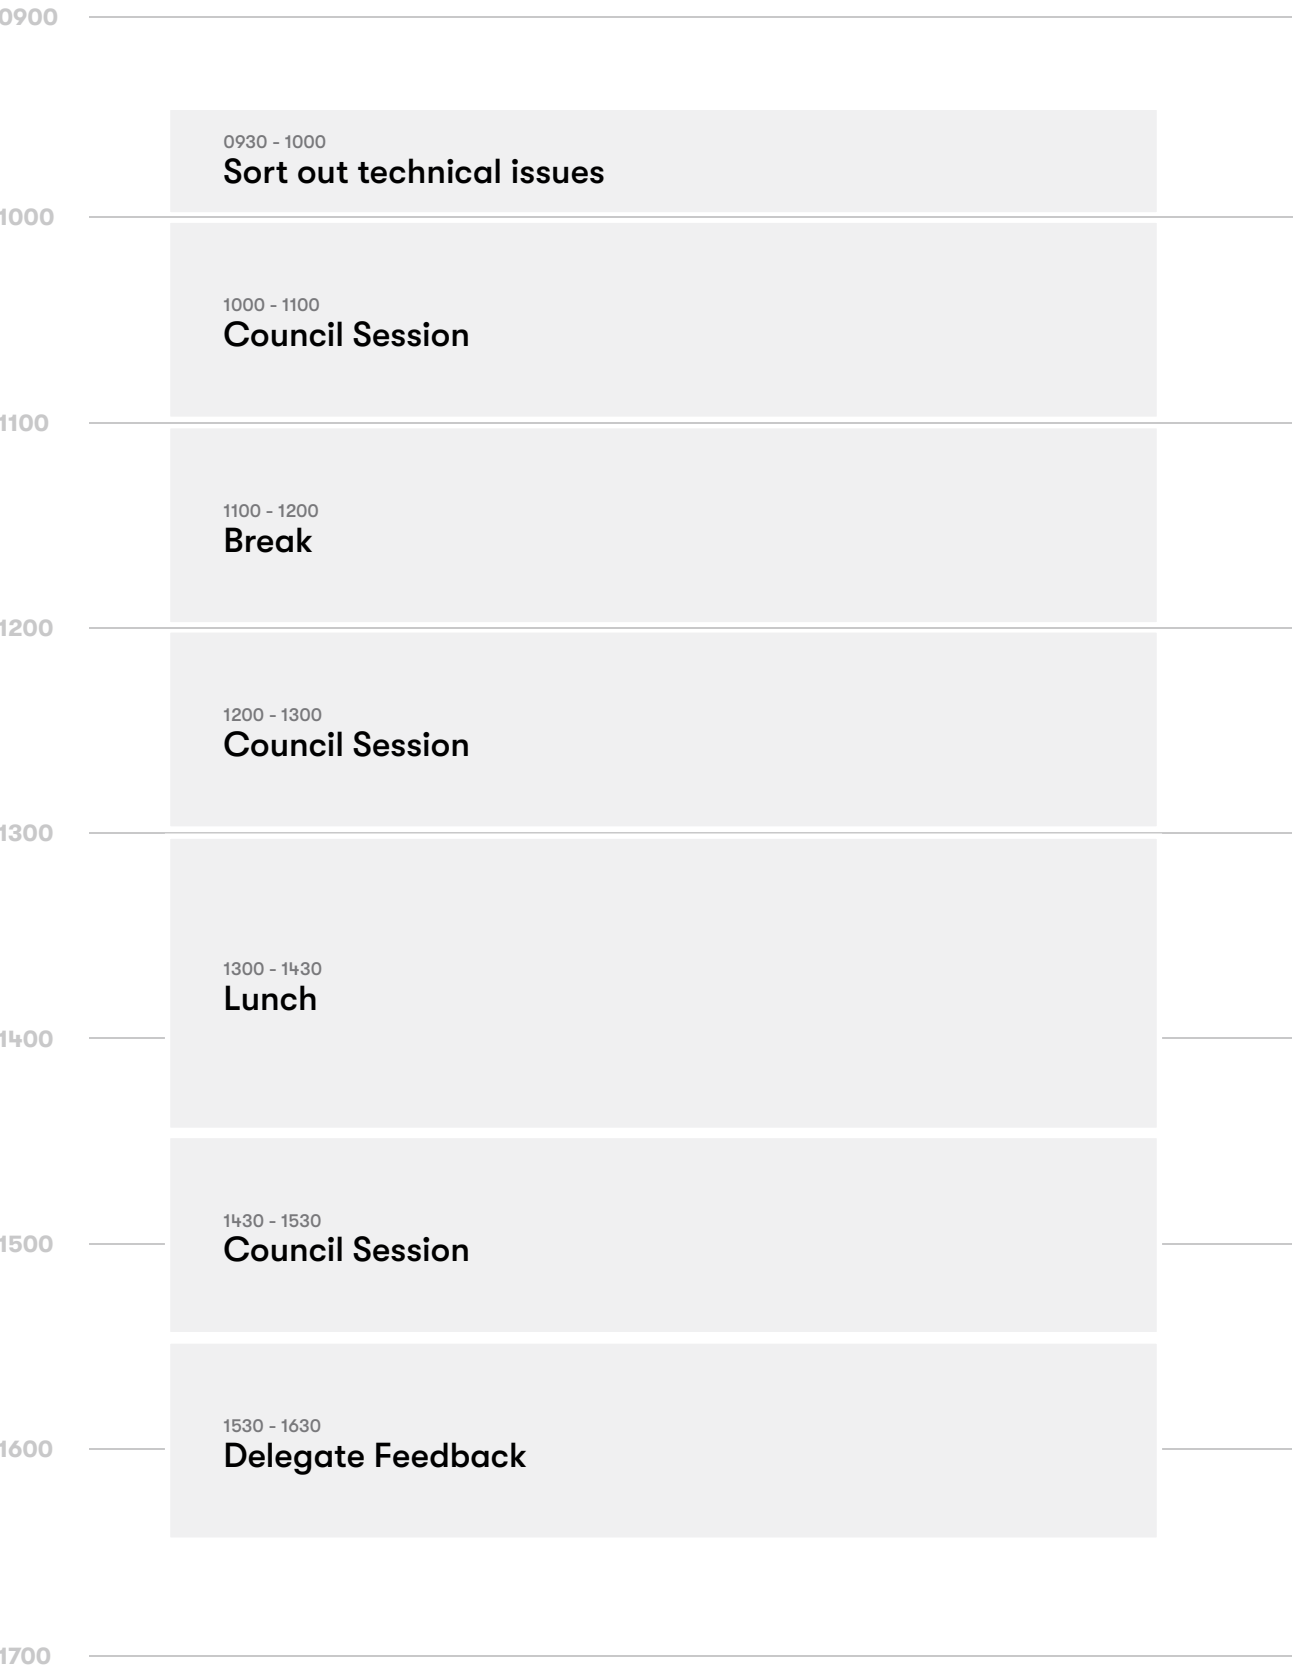 0900
0930 - 1000
Sort out technical issues
1000
1000 - 1100
Council Session
1100
1100 - 1200
Break
1200
1200 - 1300
Council Session
1300
1300 - 1430
Lunch
1400
1430 - 1530
Council Session
1500
1530 - 1630
Delegate Feedback
1600
1700